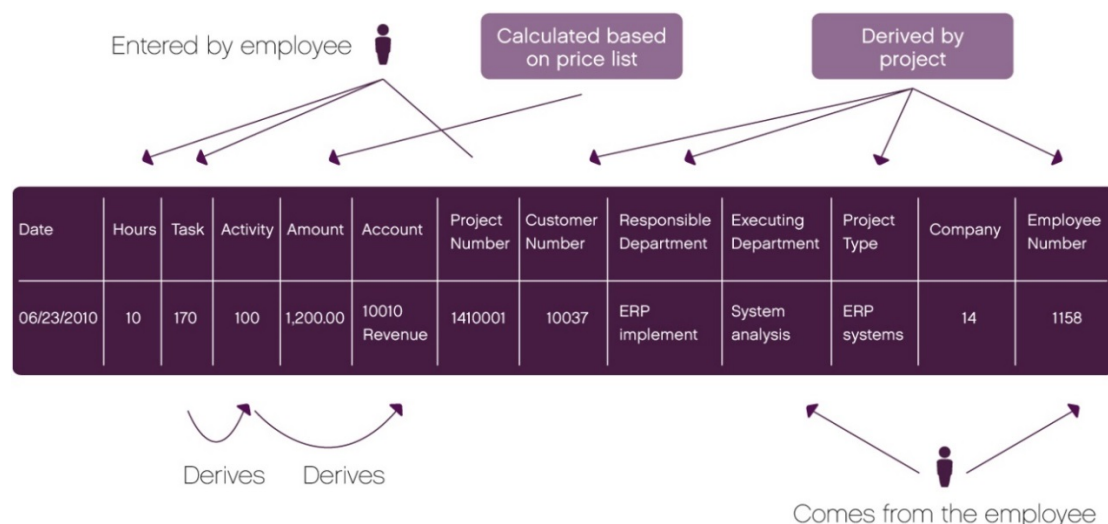 Entered by employee
Calculated based
on price list
Derived by
project
Date
Hours
Task
Activity
Amount
Account
Project
Number
Customer
Number
Responsible
Department
Executing
Department
Project
Type
Company
Employee
Number
06/23/2010
10
170
100
1,200.00
10010
Revenue
1410001
10037
ERP
implement
System
analysis
ERP
systems
14
1158
Derives
Derives
Comes from the employee